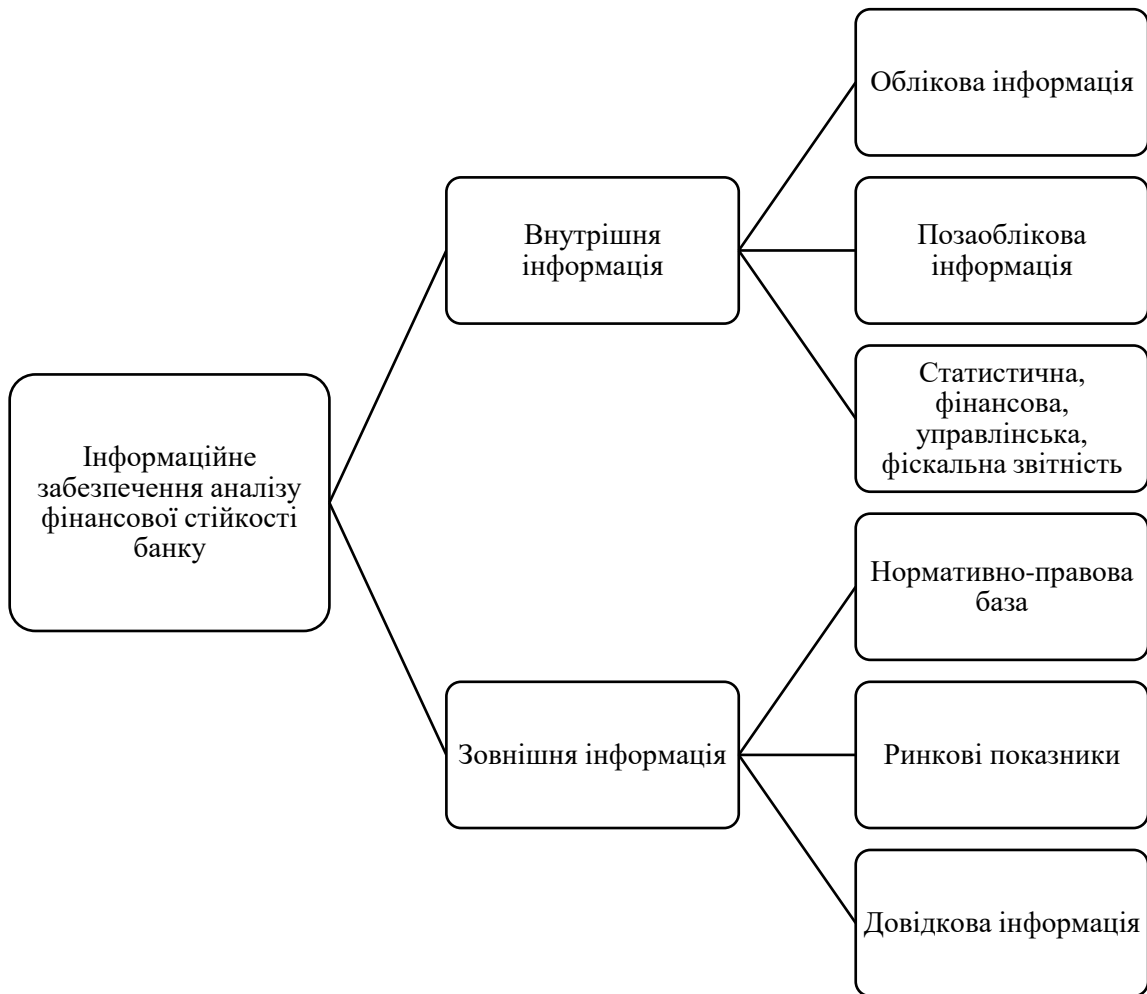 Інформаційне
забезпечення аналізу
фінансової стійкості
банку
Внутрішня
інформація
Облікова інформація
Позаоблікова
інформація
Статистична,
фінансова,
управлінська,
фіскальна звітність
Зовнішня інформація
Нормативно-правова
база
Ринкові показники
Довідкова інформація